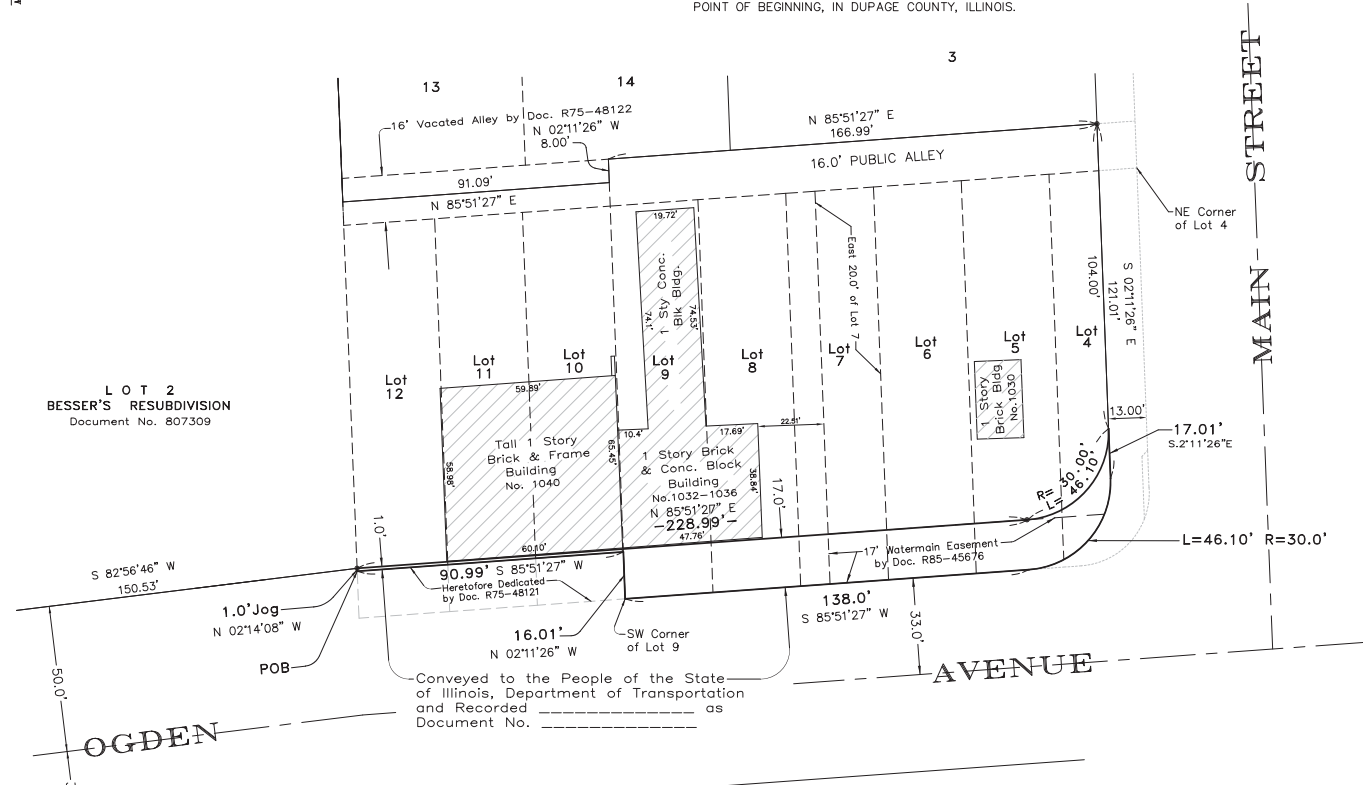 POINT OF BEGINNING, IN DUPAGE COUNTY, ILLINOIS.
STREET
3
13
14
16' Vacated Alley by Doc. R75-48122
N 02°11'26" W
8.00'
N 85°51'27" E
166.99'
16.0' PUBLIC ALLEY
91.09'
N 85°51'27" E
NE Corner
of Lot 4
19.72'
1 Sty Conc.
Blk Bldg.
74.1'
74.53'
East 20.0' of Lot 7
104.00'
S 02°11'26" E
121.01'
MAIN
Lot
12
Lot
11
Lot
10
Lot
9
Lot
8
Lot
7
Lot
6
Lot
5
Lot
4
LOT 2
BESSER'S RESUBDIVISION
Document No. 807309
59.89'
1 Story
Brick Bldg
No.1030
13.00'
17.01'
S.2°11'26"E
10.4'
17.69'
22.51'
Tall 1 Story
Brick & Frame
Building
No. 1040
58.98'
65.45'
1 Story Brick
& Conc. Block
Building
No.1032-1036
N 85°51'27" E
-228.99'-
47.76'
38.84'
17.0'
R= 30.00'
L= 46.10'
1.0'
60.10'
17' Watermain Easement
by Doc. R85-45676
L=46.10' R=30.0'
S 82°56'46" W
150.53'
90.99' S 85°51'27" W
Heretofore Dedicated
by Doc. R75-48121
1.0'Jog
N 02°14'08" W
138.0'
S 85°51'27" W
33.0'
16.01'
N 02°11'26" W
SW Corner
of Lot 9
POB
50.0'
Conveyed to the People of the State
of Illinois, Department of Transportation
and Recorded ______________ as
Document No. ______________
AVENUE
OGDEN